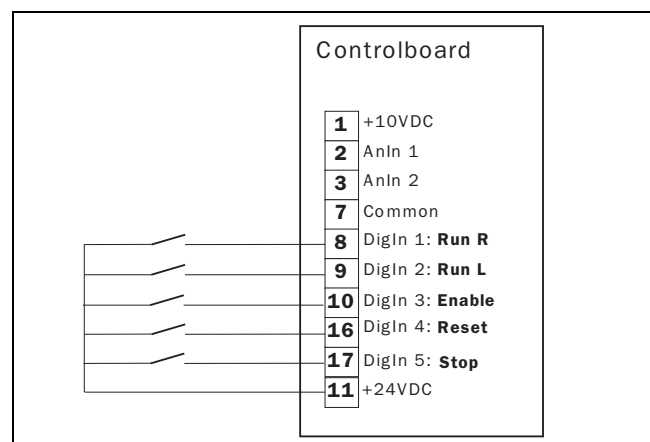 Controlboard
1 +10VDC
2 AnIn 1
3 AnIn 2
7 Common
8 DigIn 1: Run R
9 DigIn 2: Run L
10 DigIn 3: Enable
16 DigIn 4: Reset
17 DigIn 5: Stop
11 +24VDC